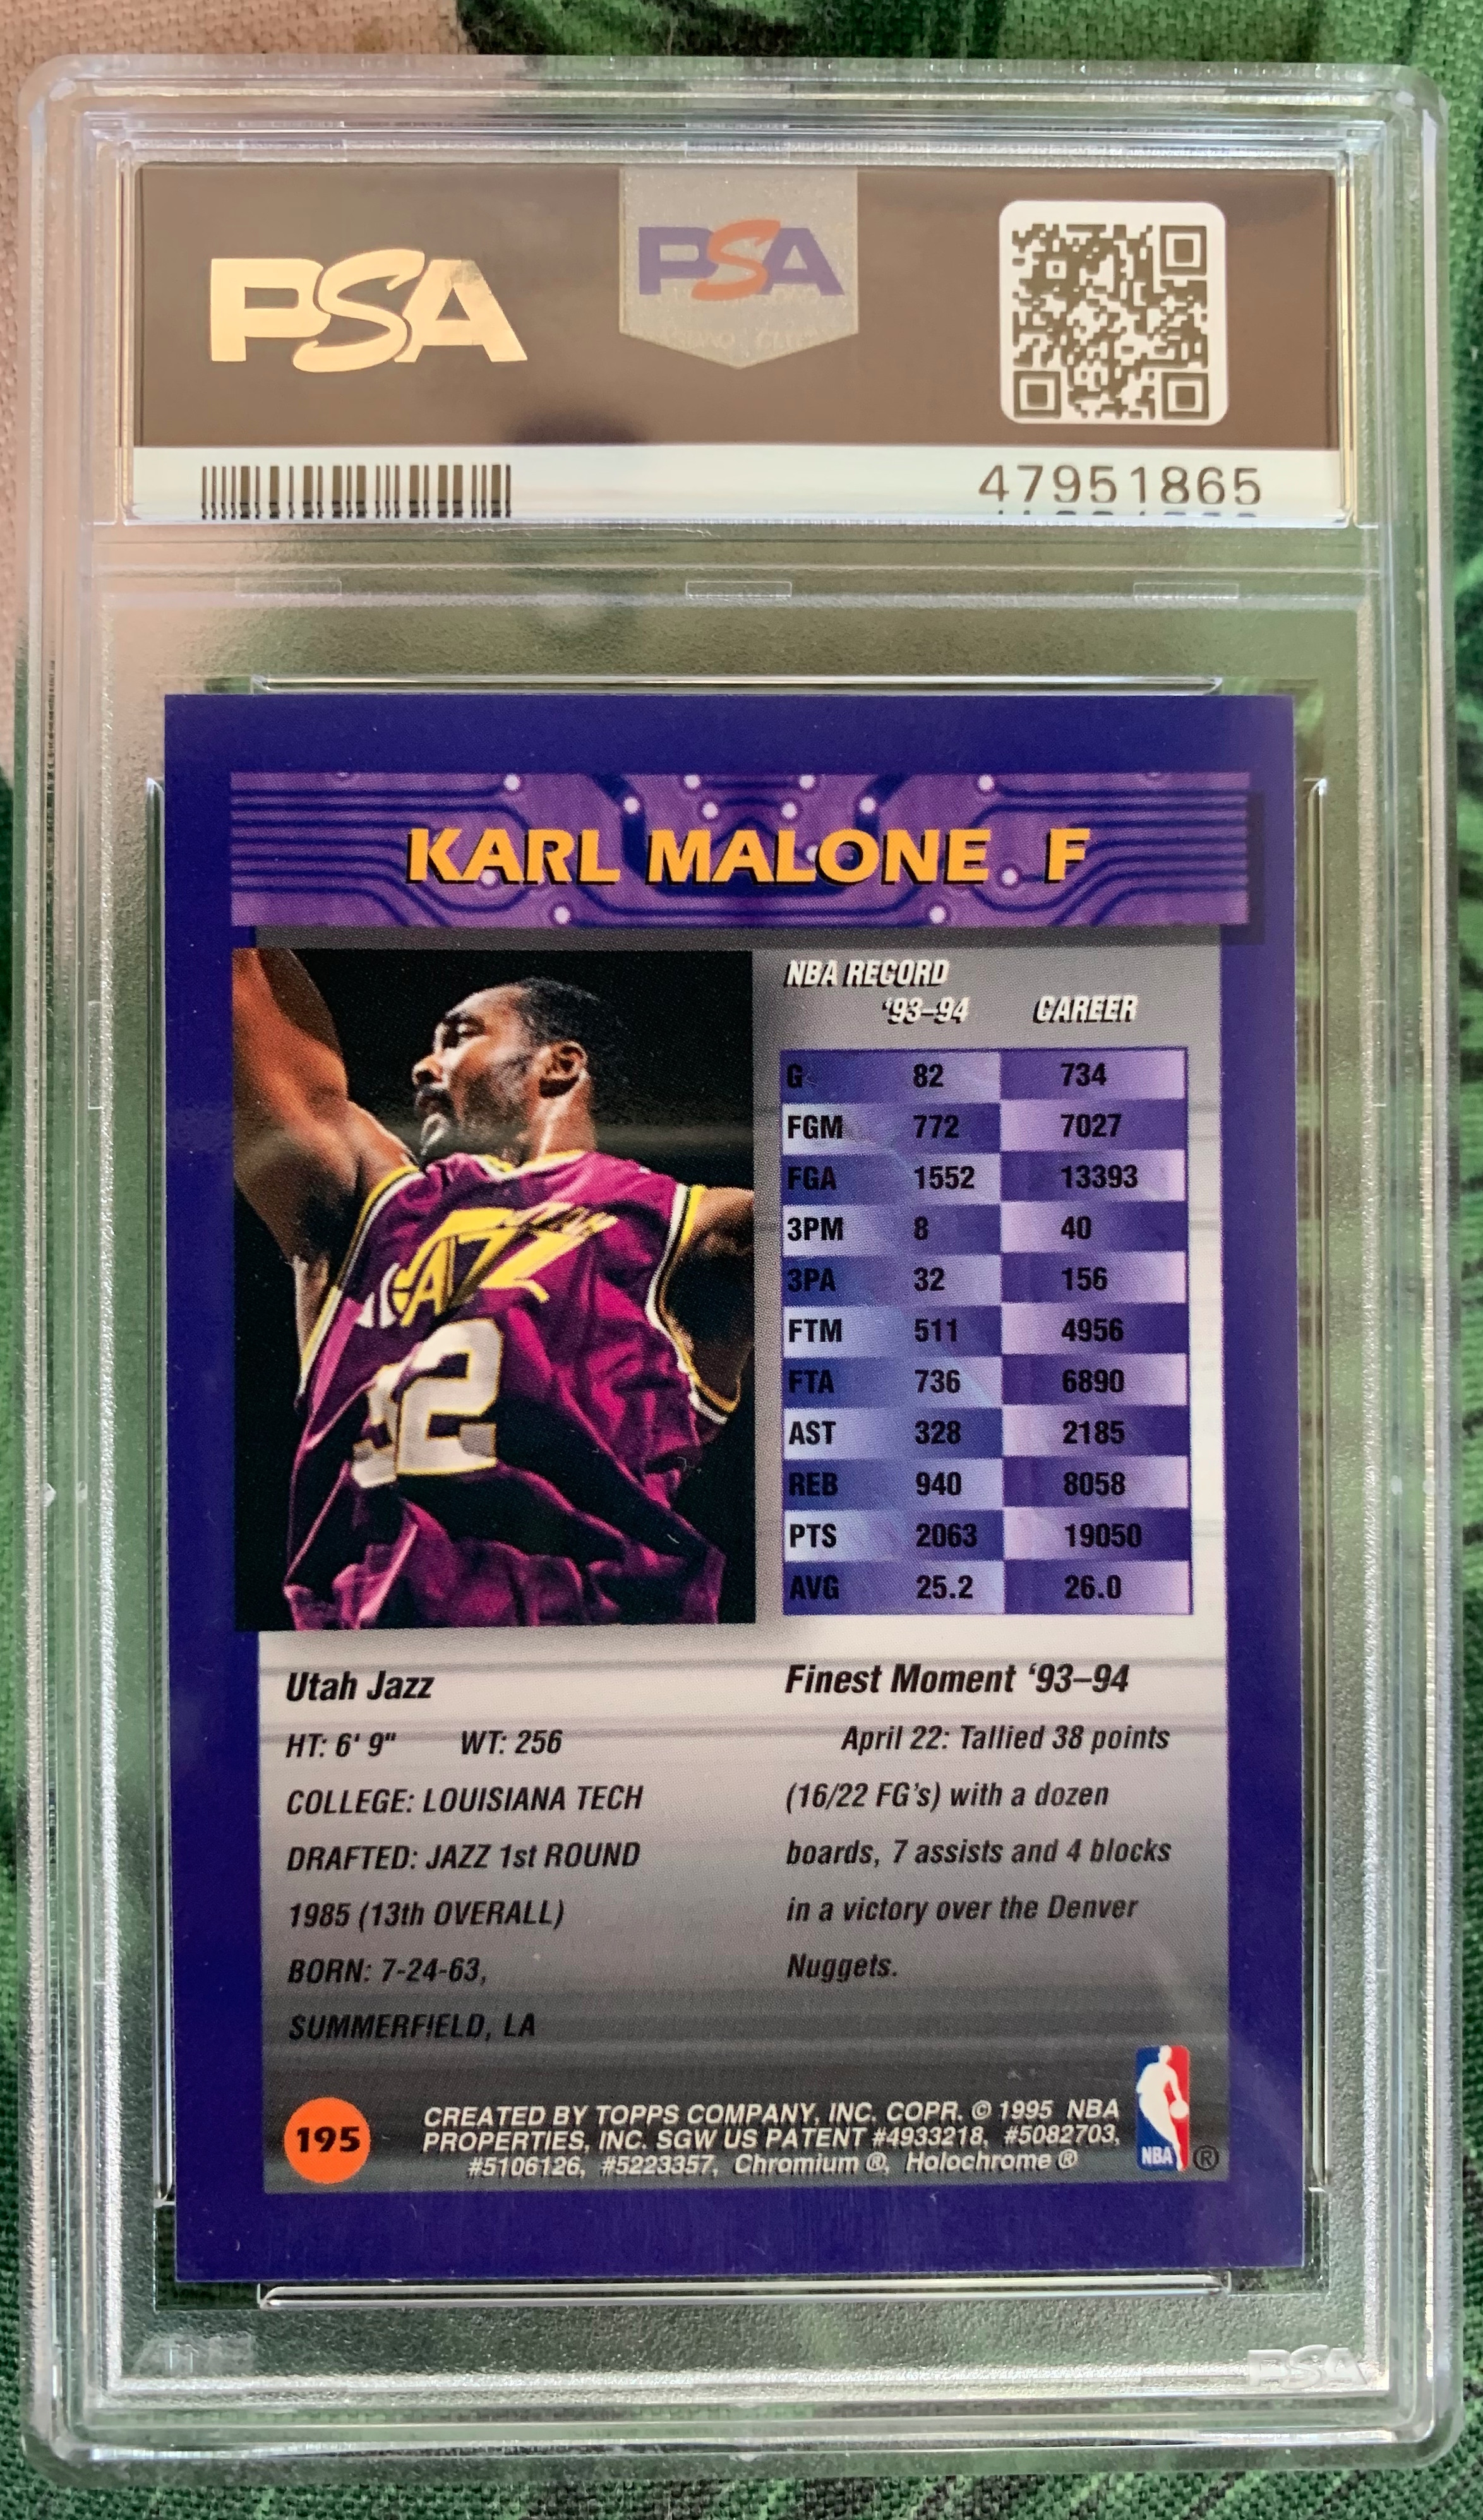 PSA
PSA
47951865
KARL MALONE F
NBA RECORD
'93–94 CAREER
G 82 734
FGM 772 7027
FGA 1552 13393
3PM 8 40
3PA 32 156
FTM 511 4956
FTA 736 6890
AST 328 2185
REB 940 8058
PTS 2063 19050
AVG 25.2 26.0
UTAH
JAZZ
32
Utah Jazz
HT: 6' 9" WT: 256
COLLEGE: LOUISIANA TECH
DRAFTED: JAZZ 1st ROUND
1985 (13th OVERALL)
BORN: 7-24-63,
SUMMERFIELD, LA
Finest Moment '93–94
April 22: Tallied 38 points
(16/22 FG's) with a dozen
boards, 7 assists and 4 blocks
in a victory over the Denver
Nuggets.
195
CREATED BY TOPPS COMPANY, INC. COPR. © 1995 NBA
PROPERTIES, INC. SGW US PATENT #4933218, #5082703,
#5106126, #5223357, Chromium ®, Holochrome ®
NBA ®
PSA